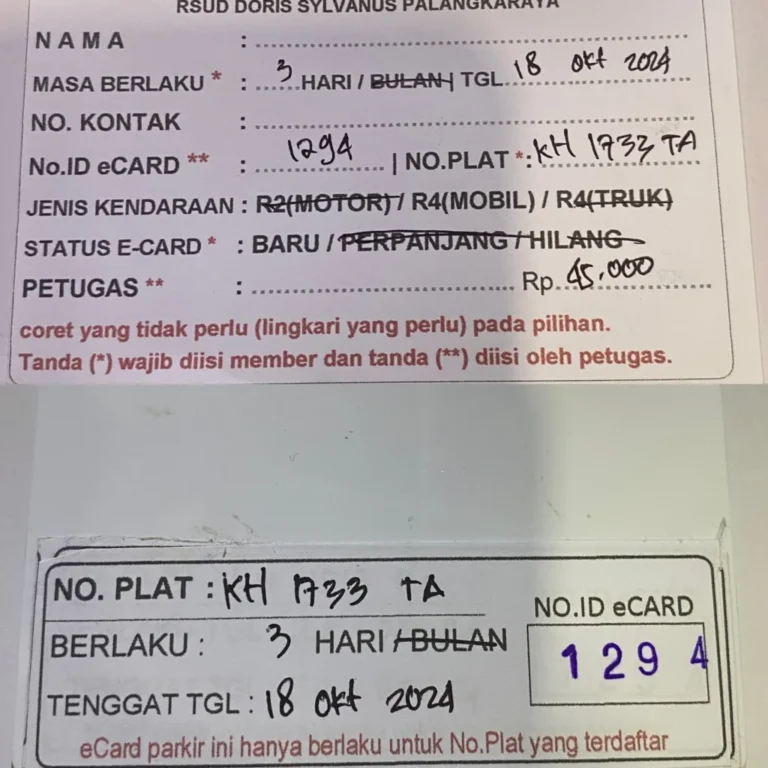 RSUD DORIS SYLVANUS PALANGKARAYA
NAMA : ........................................
MASA BERLAKU * : 3 HARI / BULAN | TGL. 18 Okt 2024
NO. KONTAK : ........................................
No.ID eCARD ** : 1294 | NO.PLAT *: KH 1733 TA
JENIS KENDARAAN : R2(MOTOR) / R4(MOBIL) / R4(TRUK)
STATUS E-CARD * : BARU / PERPANJANG / HILANG
PETUGAS ** : ........................................ Rp. 45.000
coret yang tidak perlu (lingkari yang perlu) pada pilihan.
Tanda (*) wajib diisi member dan tanda (**) diisi oleh petugas.
NO. PLAT : KH 1733 TA
NO.ID eCARD
BERLAKU : 3 HARI / BULAN
1294
TENGGAT TGL : 18 Okt 2024
eCard parkir ini hanya berlaku untuk No.Plat yang terdaftar